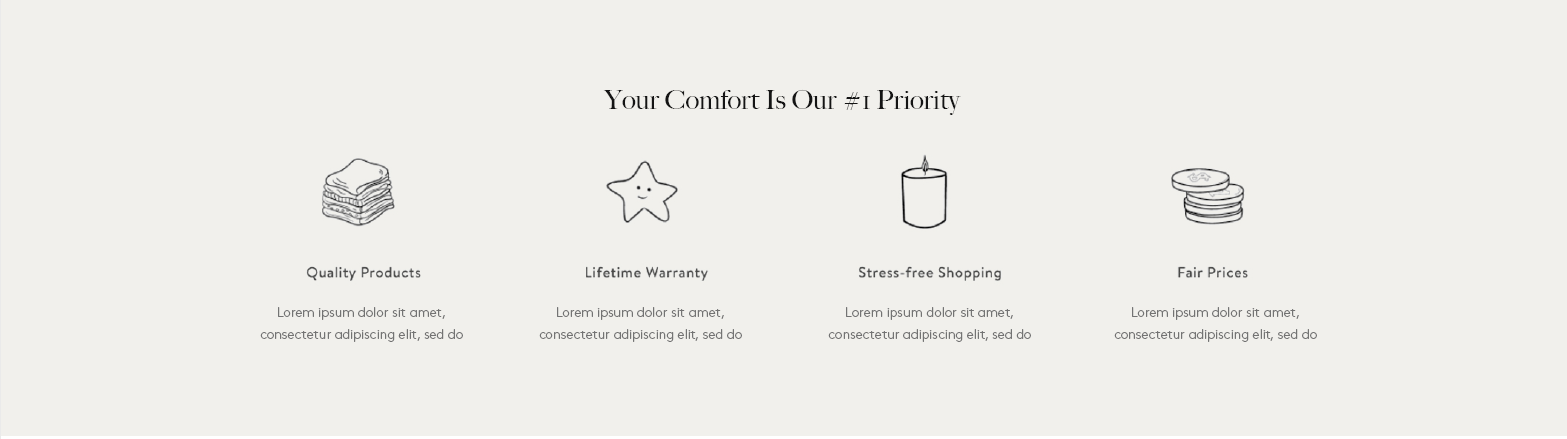 Your Comfort Is Our #1 Priority
Quality Products
Lifetime Warranty
Stress-free Shopping
Fair Prices
Lorem ipsum dolor sit amet,
consectetur adipiscing elit, sed do
Lorem ipsum dolor sit amet,
consectetur adipiscing elit, sed do
Lorem ipsum dolor sit amet,
consectetur adipiscing elit, sed do
Lorem ipsum dolor sit amet,
consectetur adipiscing elit, sed do